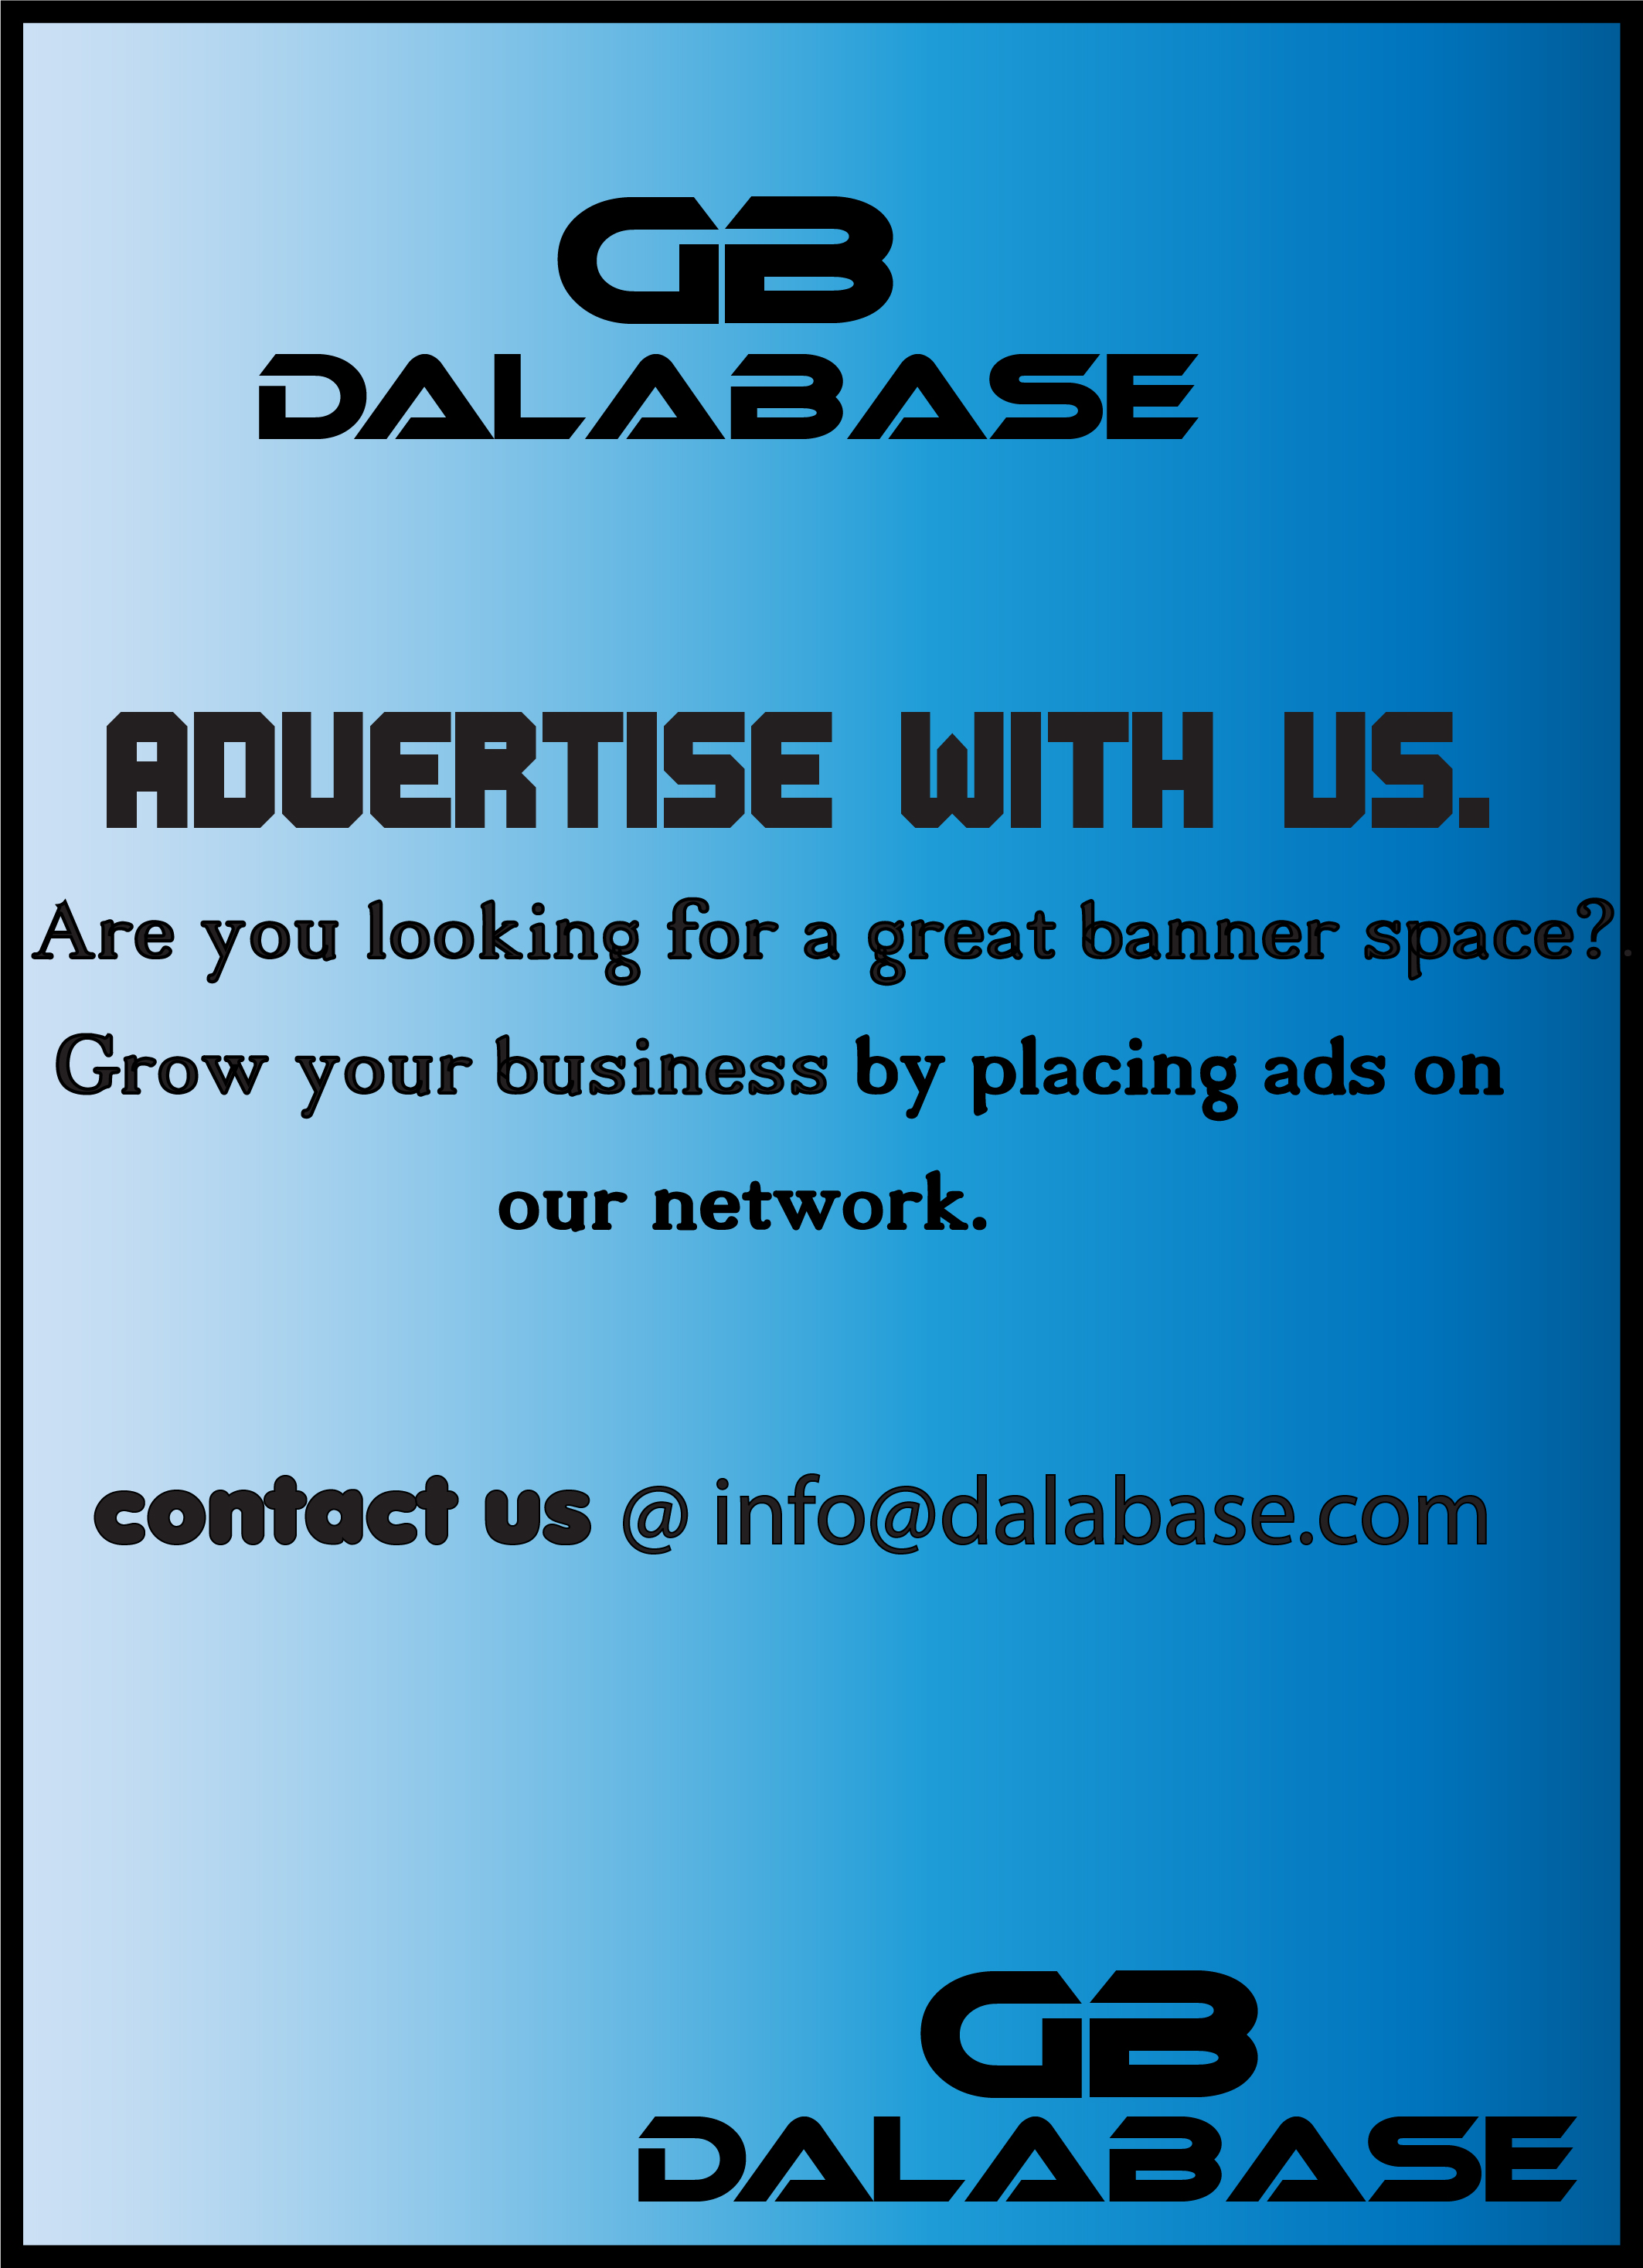 GB
DALABASE
ADVERTISE WITH US.
Are you looking for a great banner space?.
Grow your business by placing ads on
our network.
contact us @ info@dalabase.com
GB
DALABASE